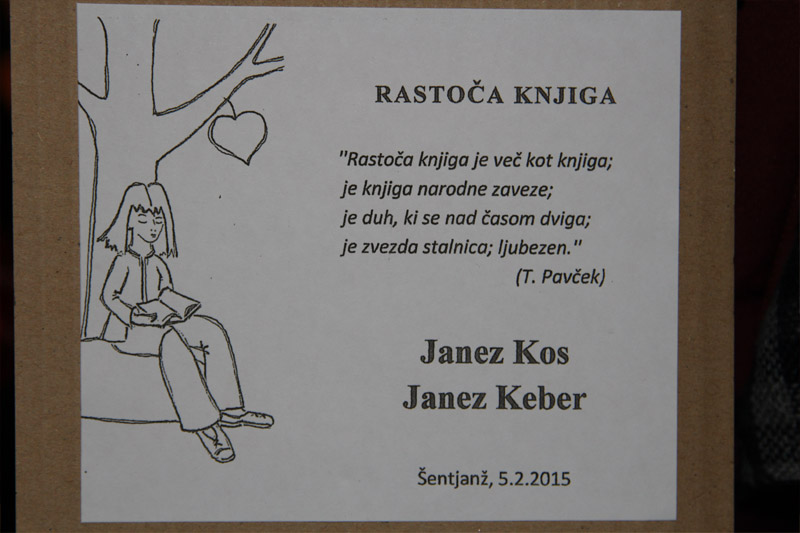 RASTOČA KNJIGA
"Rastoča knjiga je več kot knjiga;
je knjiga narodne zaveze;
je duh, ki se nad časom dviga;
je zvezda stalnica; ljubezen."
(T. Pavček)
Janez Kos
Janez Keber
Šentjanž, 5.2.2015